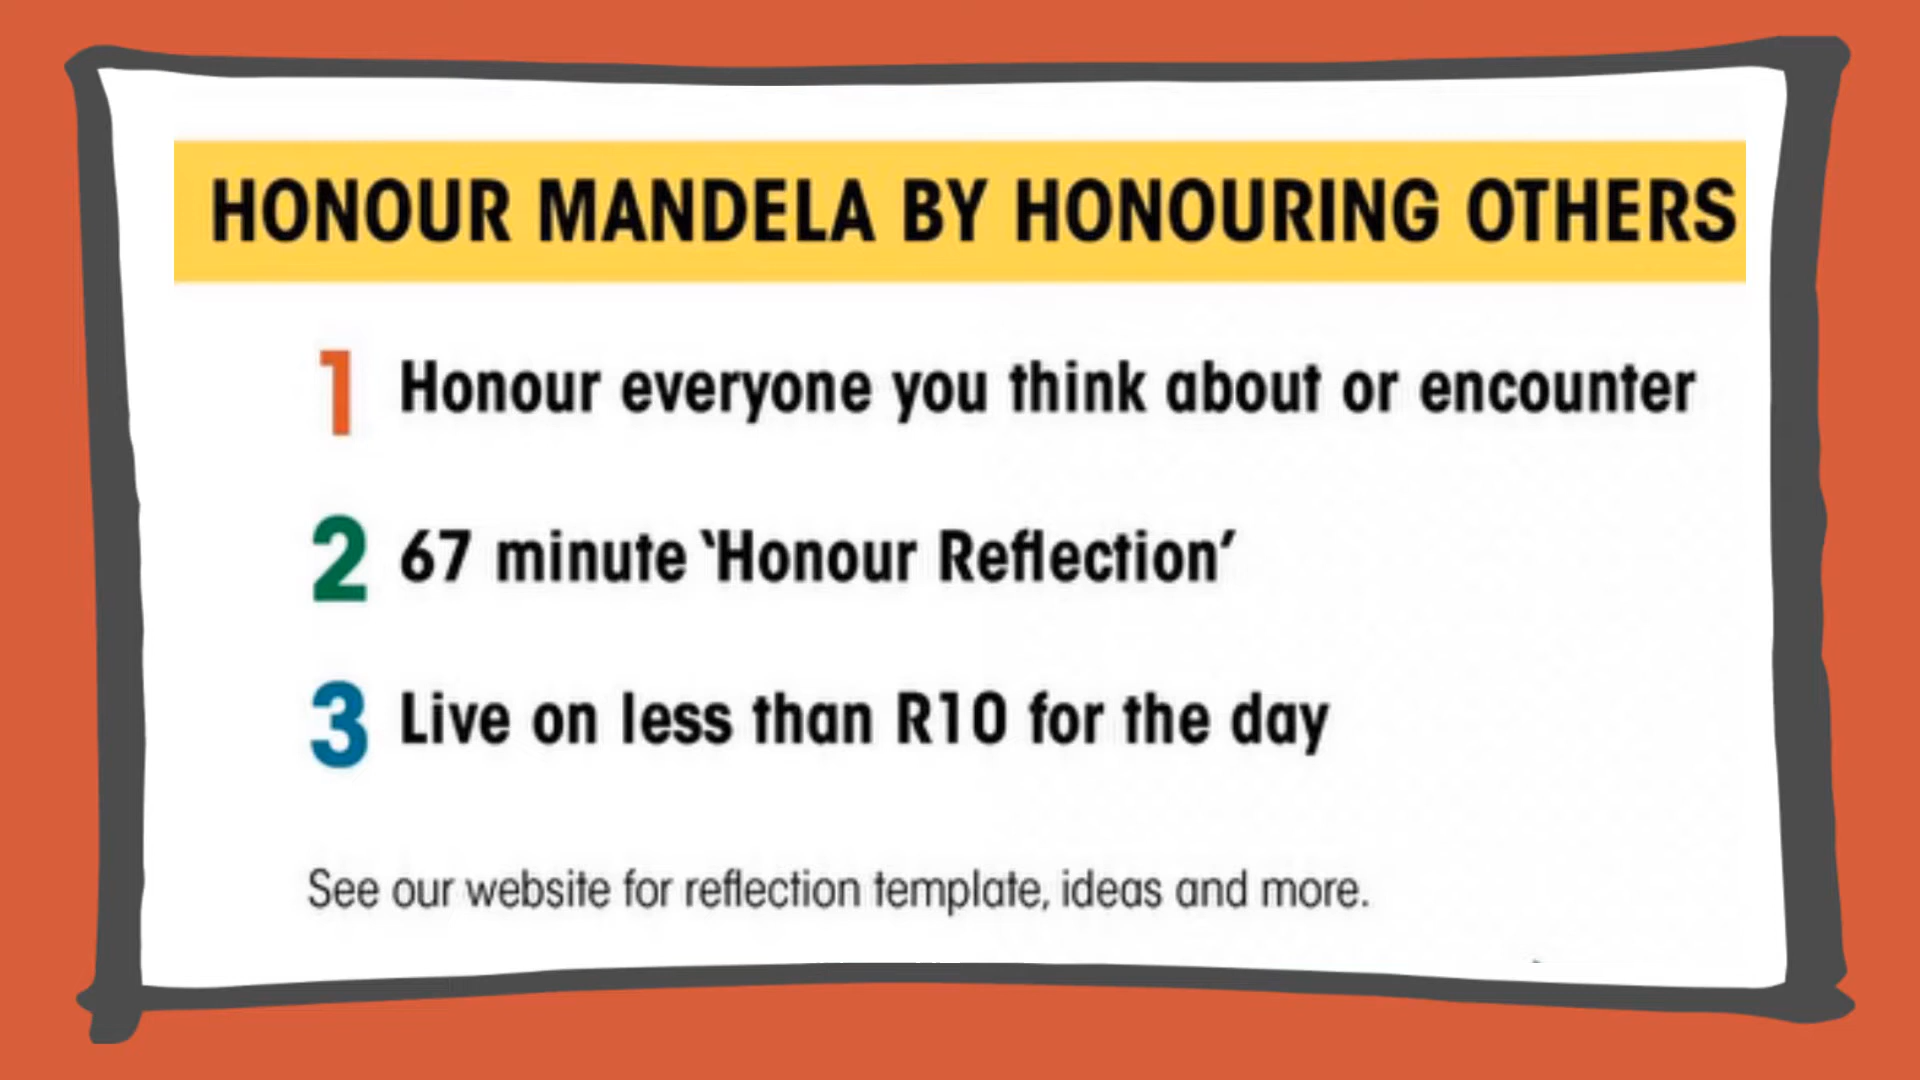 HONOUR MANDELA BY HONOURING OTHERS
1 Honour everyone you think about or encounter
2 67 minute ‘Honour Reflection’
3 Live on less than R10 for the day
See our website for reflection template, ideas and more.